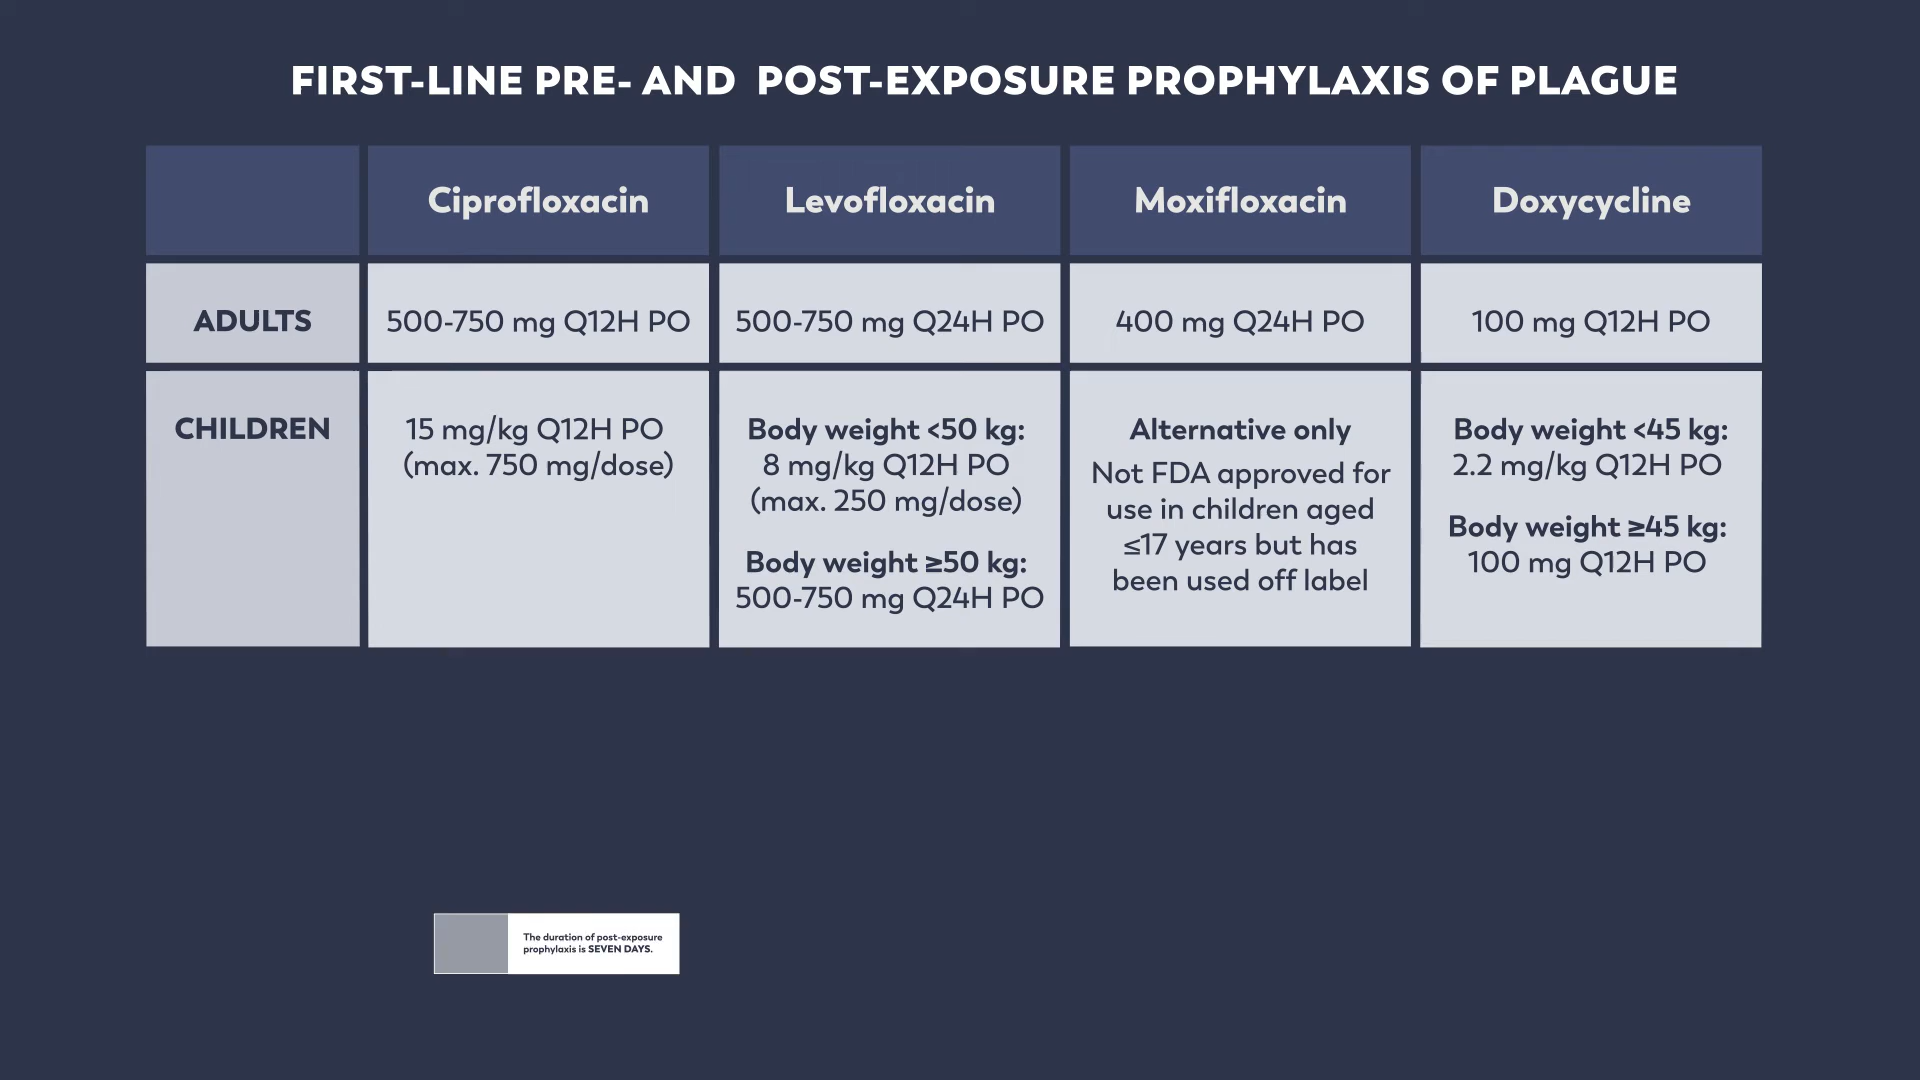 FIRST-LINE PRE- AND POST-EXPOSURE PROPHYLAXIS OF PLAGUE
Ciprofloxacin
Levofloxacin
Moxifloxacin
Doxycycline
ADULTS
500-750 mg Q12H PO
500-750 mg Q24H PO
400 mg Q24H PO
100 mg Q12H PO
CHILDREN
15 mg/kg Q12H PO
(max. 750 mg/dose)
Body weight <50 kg:
8 mg/kg Q12H PO
(max. 250 mg/dose)
Body weight ≥50 kg:
500-750 mg Q24H PO
Alternative only
Not FDA approved for
use in children aged
≤17 years but has
been used off label
Body weight <45 kg:
2.2 mg/kg Q12H PO
Body weight ≥45 kg:
100 mg Q12H PO
The duration of post-exposure
prophylaxis is SEVEN DAYS.